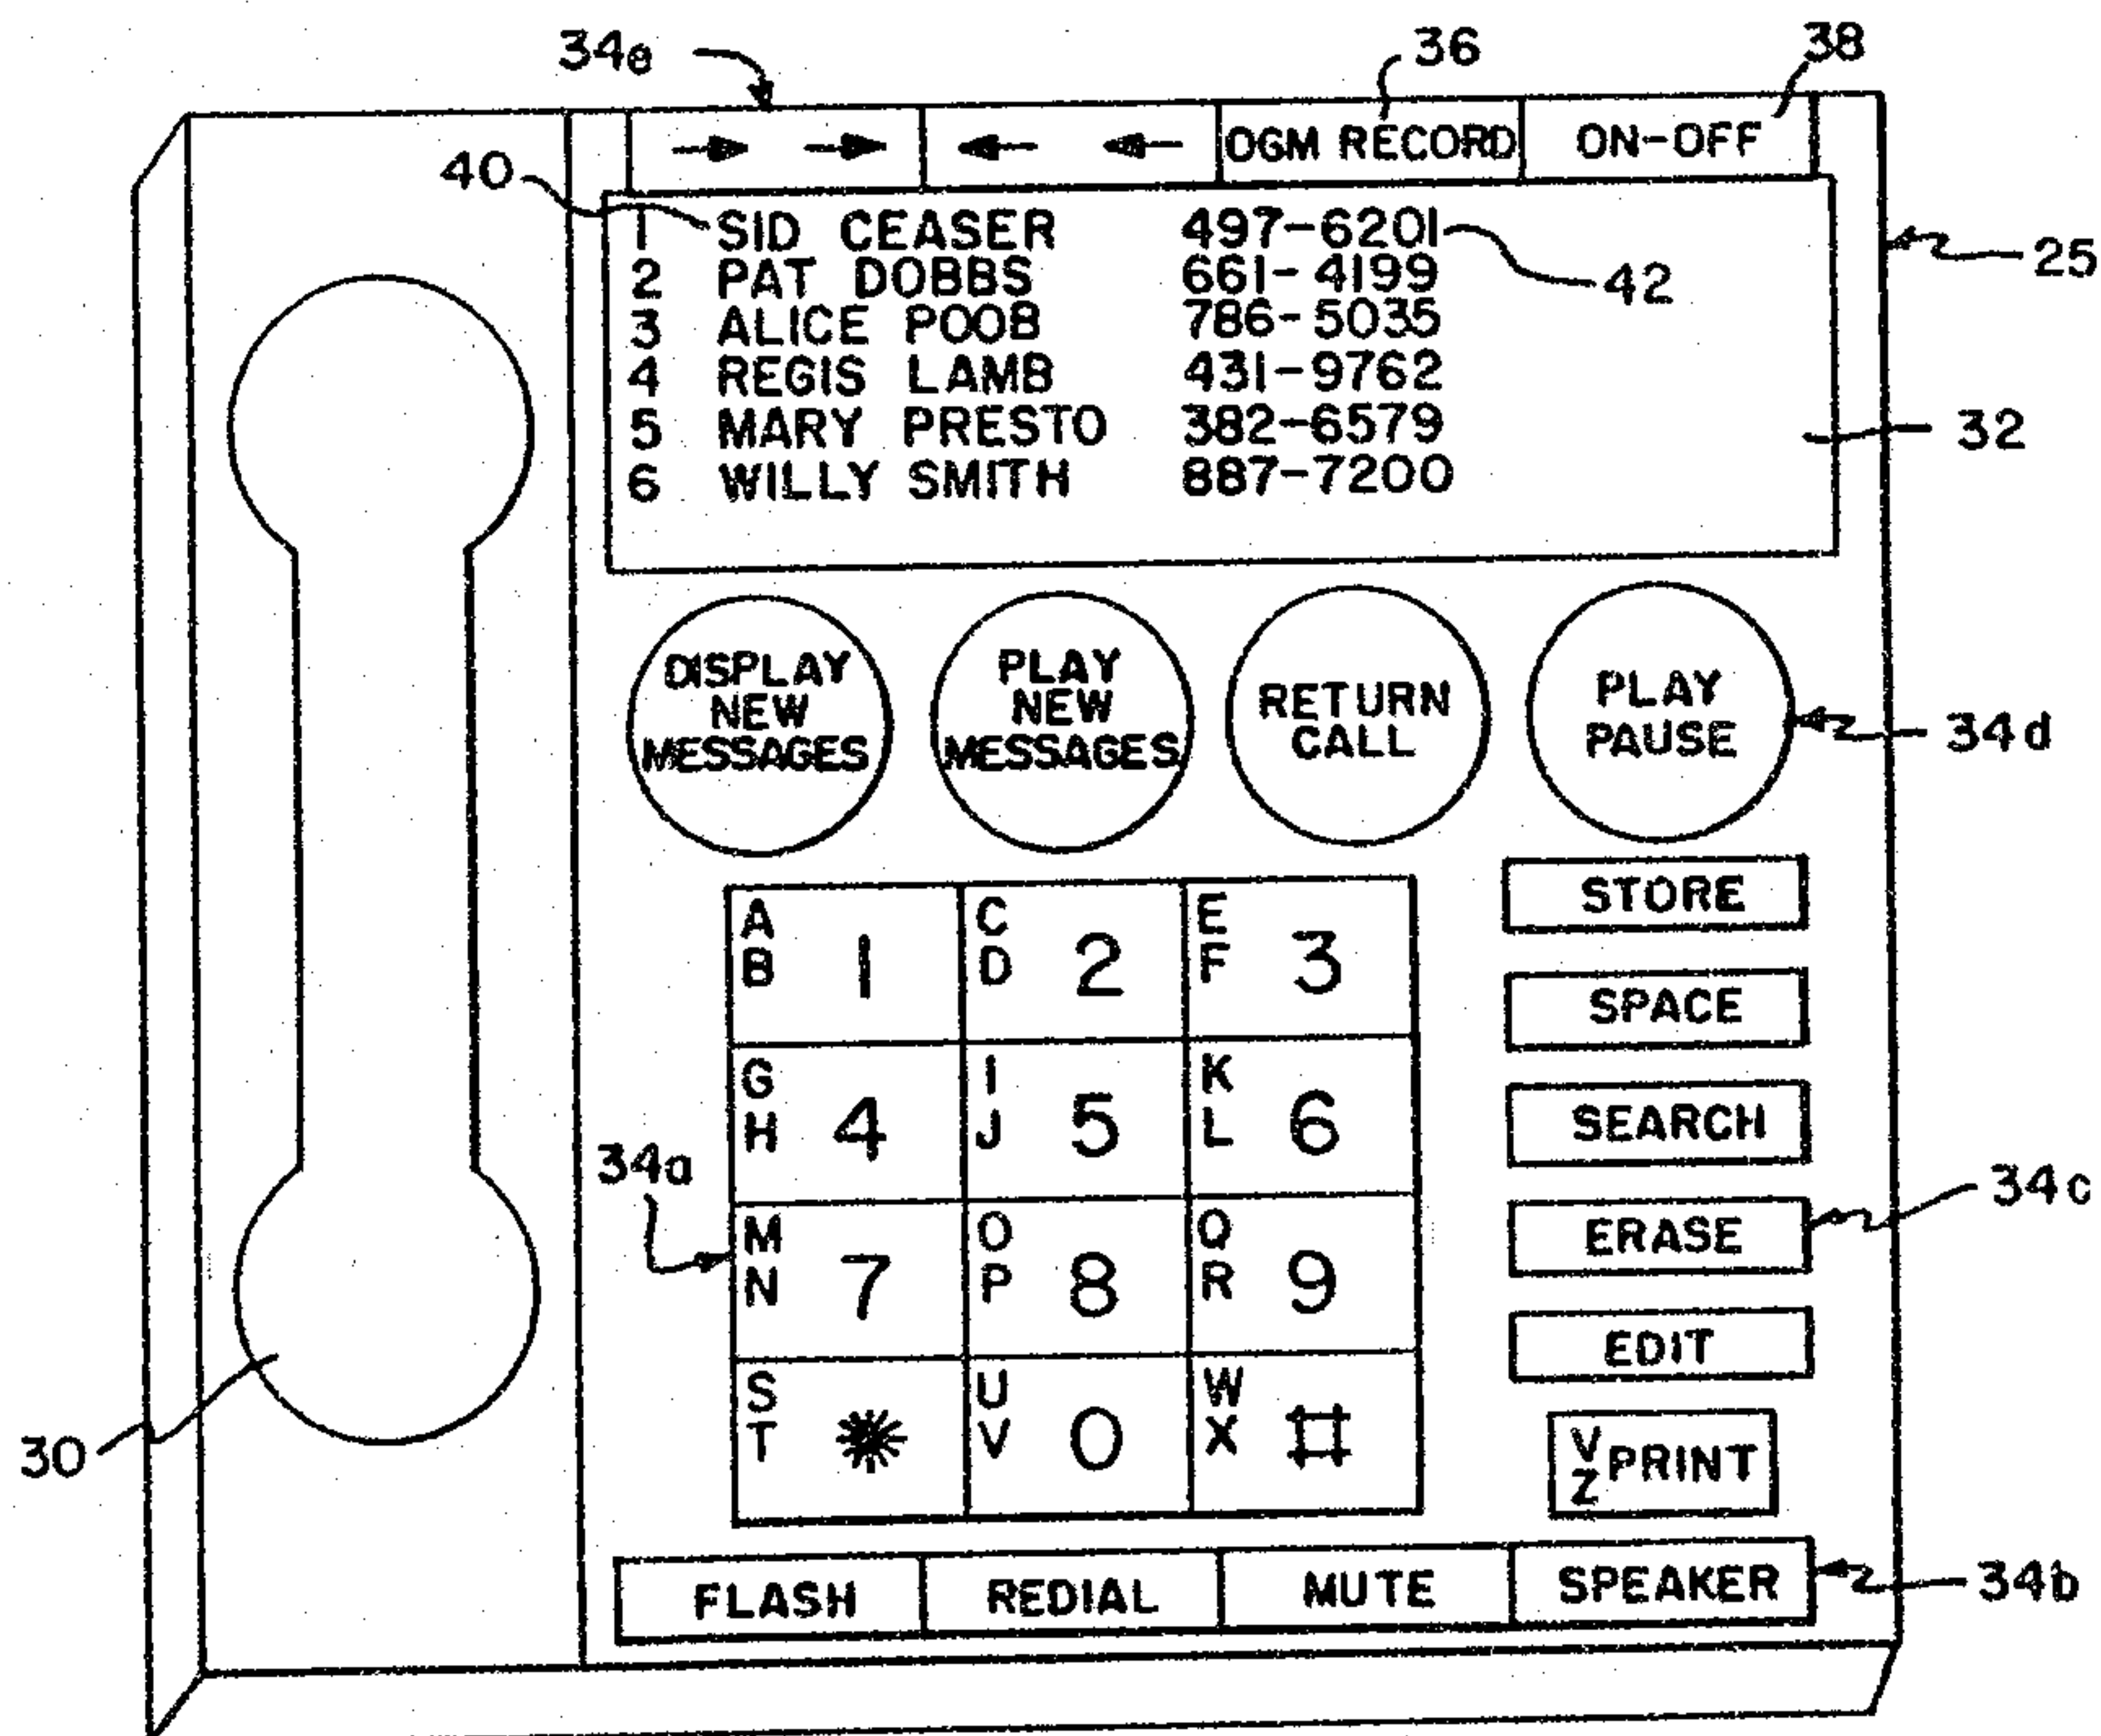 34e 36 38
→ → ← ← OGM RECORD ON-OFF
40
1 SID CEASER 497-6201
25
2 PAT DOBBS 661-4199
42
3 ALICE POOB 786-5035
4 REGIS LAMB 431-9762
5 MARY PRESTO 382-6579
32
6 WILLY SMITH 887-7200
DISPLAY
NEW
MESSAGES
PLAY
NEW
MESSAGES
RETURN
CALL
PLAY
PAUSE
34d
A B 1 C D 2 E F 3
G H 4 I J 5 K L 6
M N 7 O P 8 Q R 9
S T * U V 0 W X #
34a
STORE
SPACE
SEARCH
ERASE
34c
EDIT
V Z PRINT
30
FLASH REDIAL MUTE SPEAKER
34b